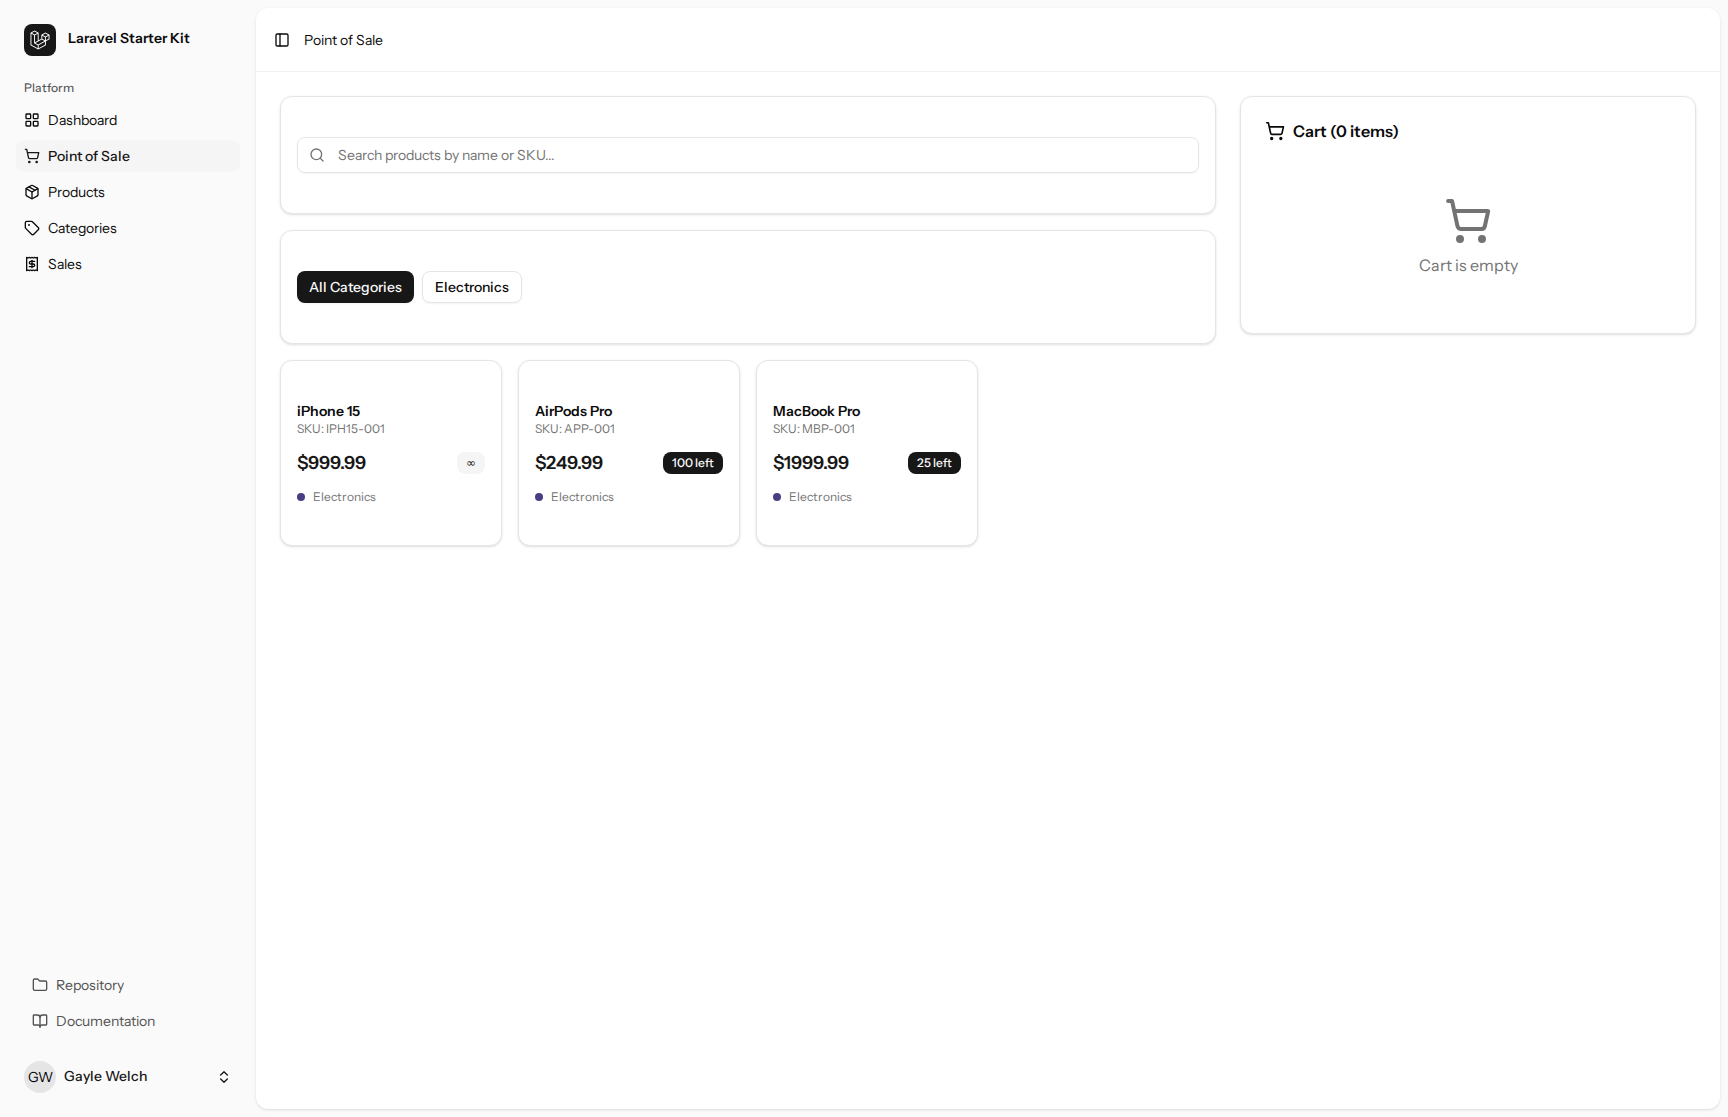 Laravel Starter Kit
Platform
Dashboard
Point of Sale
Products
Categories
Sales
Repository
Documentation
GW Gayle Welch
Point of Sale
Search products by name or SKU...
All Categories Electronics
iPhone 15
SKU: IPH15-001
$999.99 ∞
Electronics
AirPods Pro
SKU: APP-001
$249.99 100 left
Electronics
MacBook Pro
SKU: MBP-001
$1999.99 25 left
Electronics
Cart (0 items)
Cart is empty